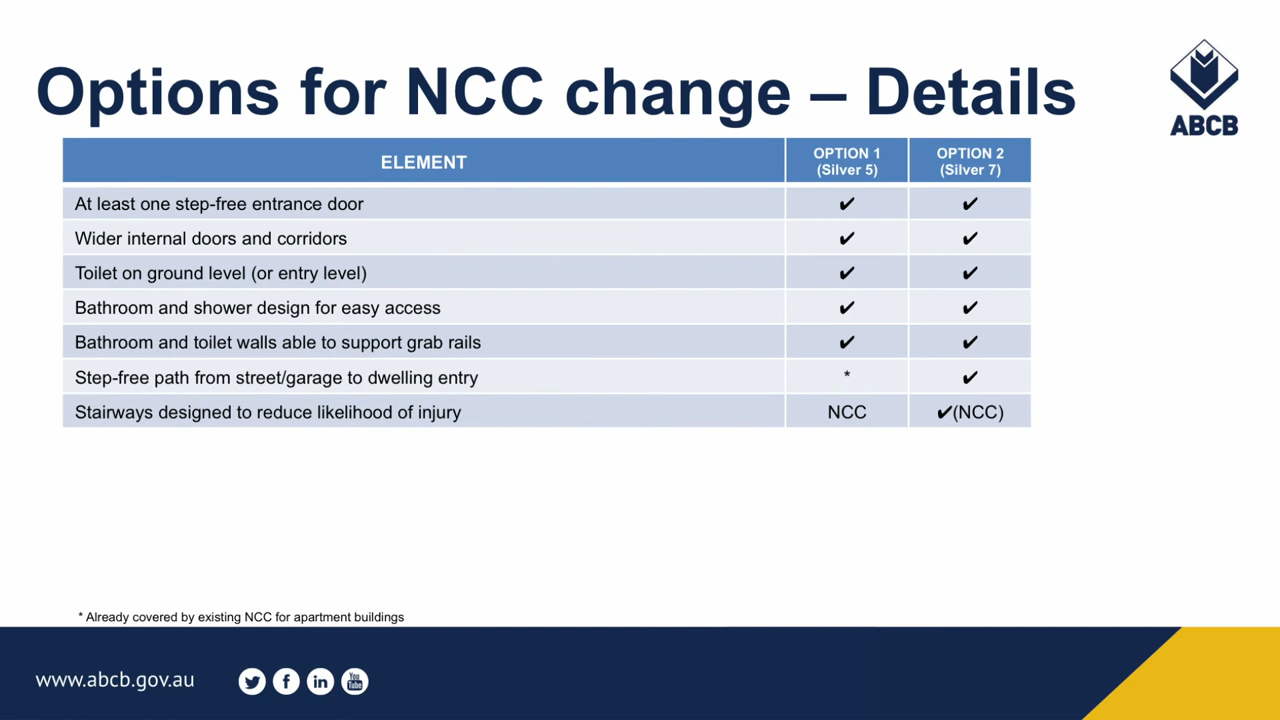 Options for NCC change – Details
ABCB
ELEMENT OPTION 1 (Silver 5) OPTION 2 (Silver 7)
At least one step-free entrance door ✔ ✔
Wider internal doors and corridors ✔ ✔
Toilet on ground level (or entry level) ✔ ✔
Bathroom and shower design for easy access ✔ ✔
Bathroom and toilet walls able to support grab rails ✔ ✔
Step-free path from street/garage to dwelling entry * ✔
Stairways designed to reduce likelihood of injury NCC ✔(NCC)
* Already covered by existing NCC for apartment buildings
www.abcb.gov.au
You Tube